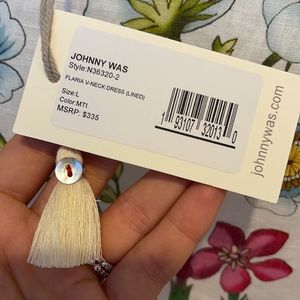 JOHNNY WAS
Style:N36320-2
FLARIA V-NECK DRESS (LINED)
Size:L
Color:MTI
MSRP: $335
1 93107 32013 0
johnnywas.com